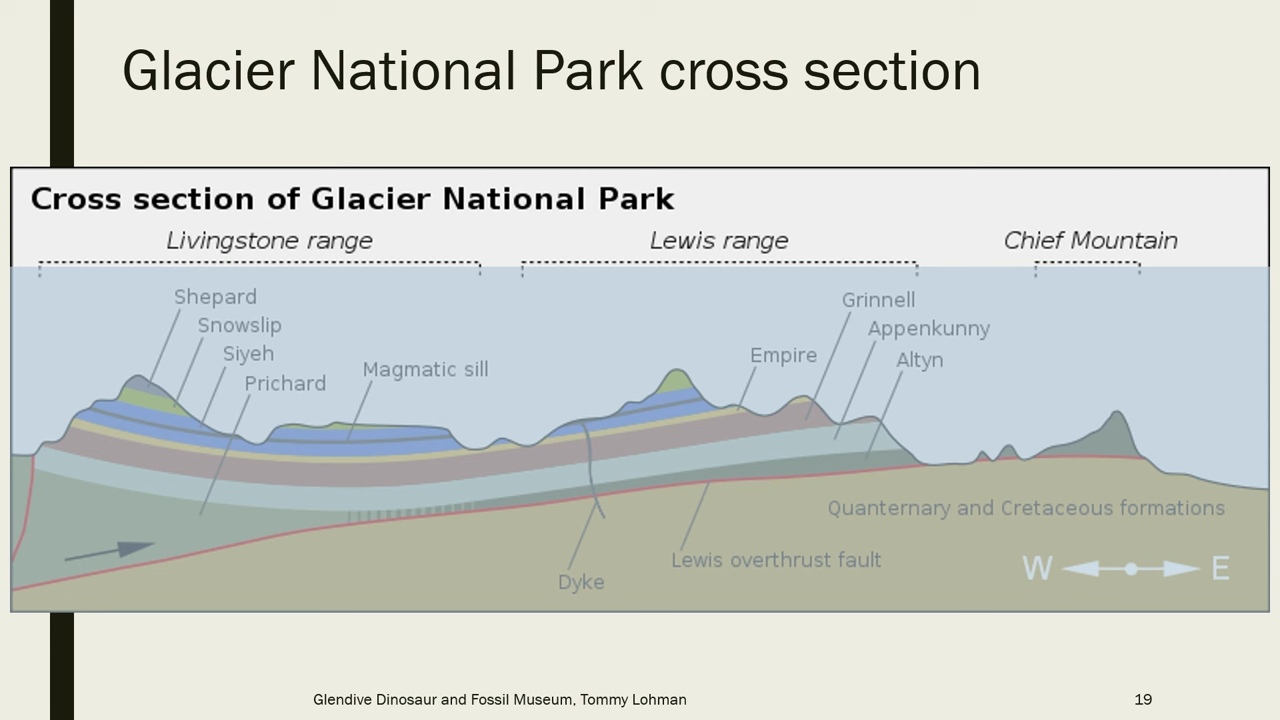 Glacier National Park cross section
Cross section of Glacier National Park
Livingstone range
Lewis range
Chief Mountain
Shepard
Snowslip
Siyeh
Prichard
Magmatic sill
Empire
Grinnell
Appenkunny
Altyn
Quanternary and Cretaceous formations
Lewis overthrust fault
Dyke
W
E
Glendive Dinosaur and Fossil Museum, Tommy Lohman
19